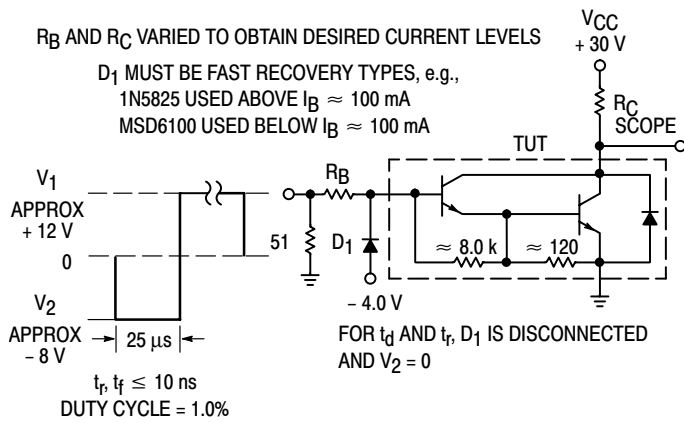 R_B AND R_C VARIED TO OBTAIN DESIRED CURRENT LEVELS
D_1 MUST BE FAST RECOVERY TYPES, e.g.,
1N5825 USED ABOVE I_B ≈ 100 mA
MSD6100 USED BELOW I_B ≈ 100 mA
V_CC
+ 30 V
R_C
SCOPE
TUT
R_B
V_1
APPROX
+ 12 V
0
51
D_1
≈ 8.0 k
≈ 120
– 4.0 V
V_2
APPROX
– 8 V
25 µs
t_r, t_f ≤ 10 ns
DUTY CYCLE = 1.0%
FOR t_d AND t_r, D_1 IS DISCONNECTED
AND V_2 = 0